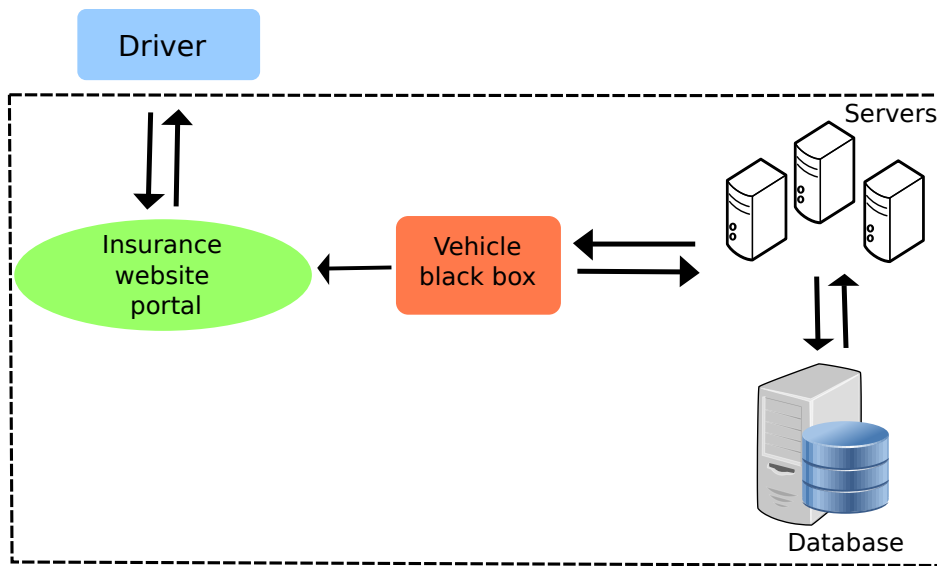 Driver
Servers
Insurance
website
portal
Vehicle
black box
Database